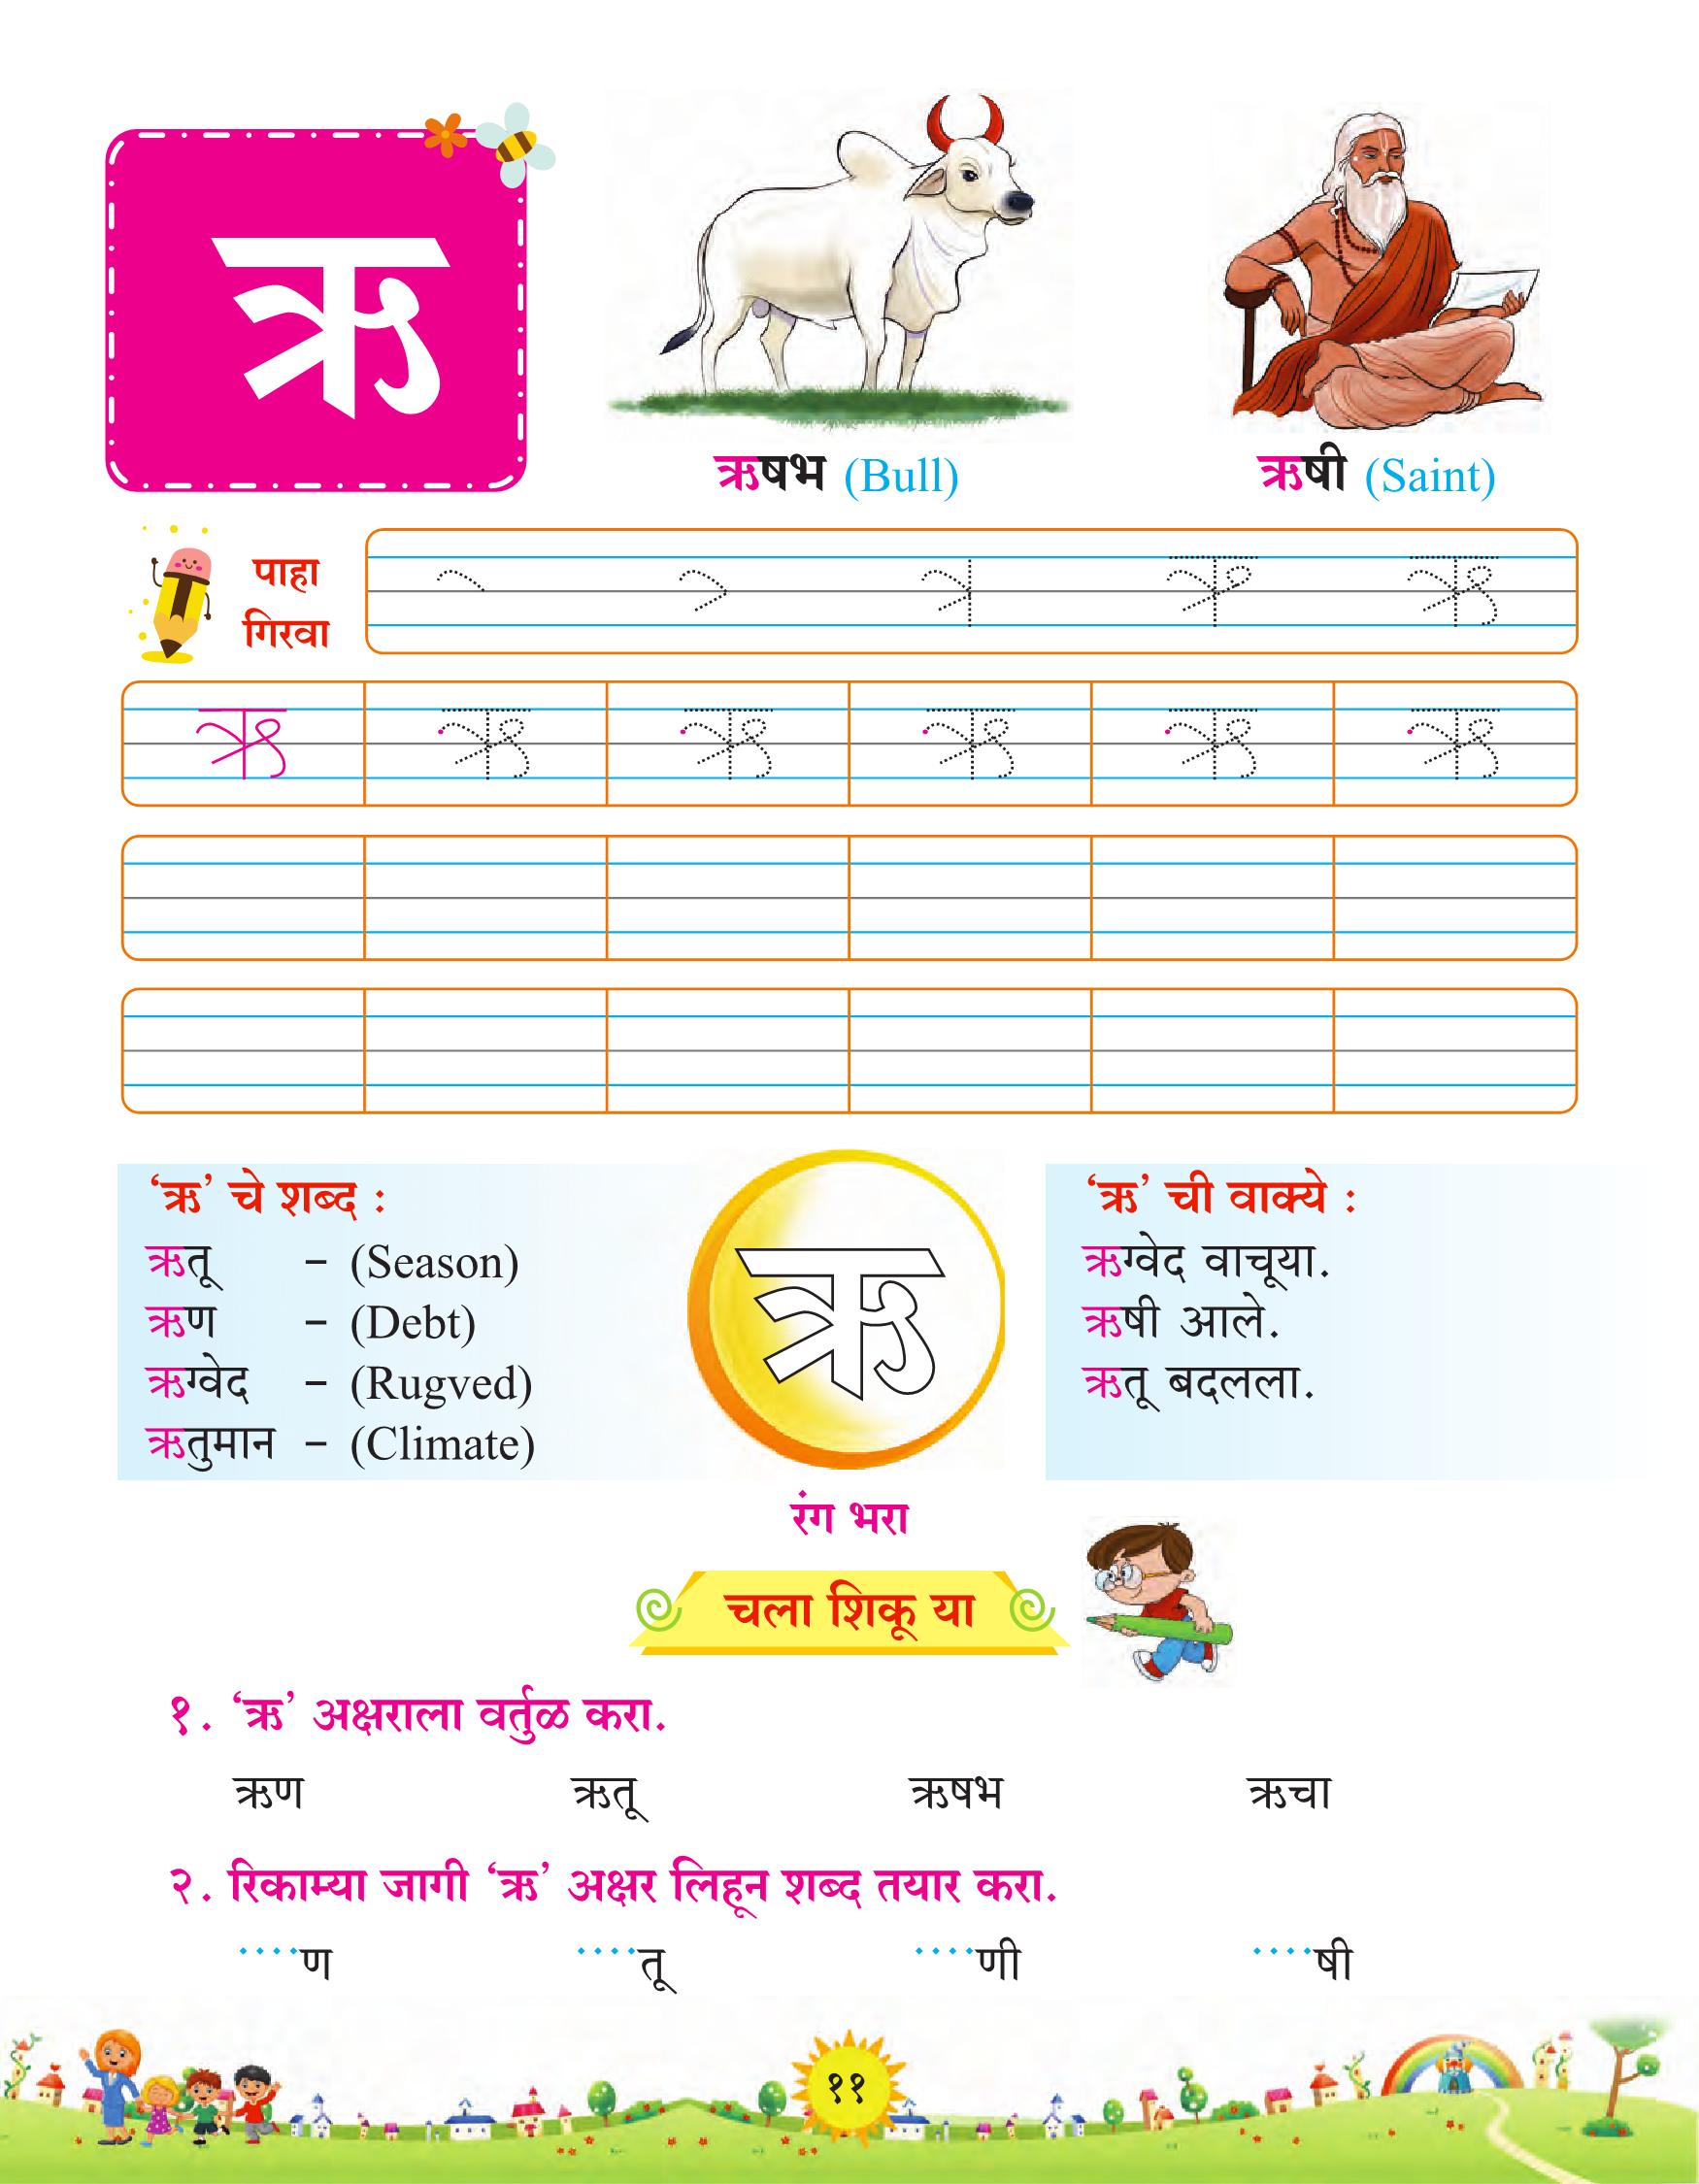 ऋ
ऋषभ (Bull)
ऋषी (Saint)
पाहा
गिरवा
ऋ
ऋ ऋ ऋ ऋ ऋ ऋ
‘ऋ’ चे शब्द :
ऋतू – (Season)
ऋण – (Debt)
ऋग्वेद – (Rugved)
ऋतुमान – (Climate)
ऋ
रंग भरा
‘ऋ’ ची वाक्ये :
ऋग्वेद वाचूया.
ऋषी आले.
ऋतू बदलला.
चला शिकू या
१. ‘ऋ’ अक्षराला वर्तुळ करा.
ऋण ऋतू ऋषभ ऋचा
२. रिकाम्या जागी ‘ऋ’ अक्षर लिहून शब्द तयार करा.
....ण ....तू ....णी ....षी
११